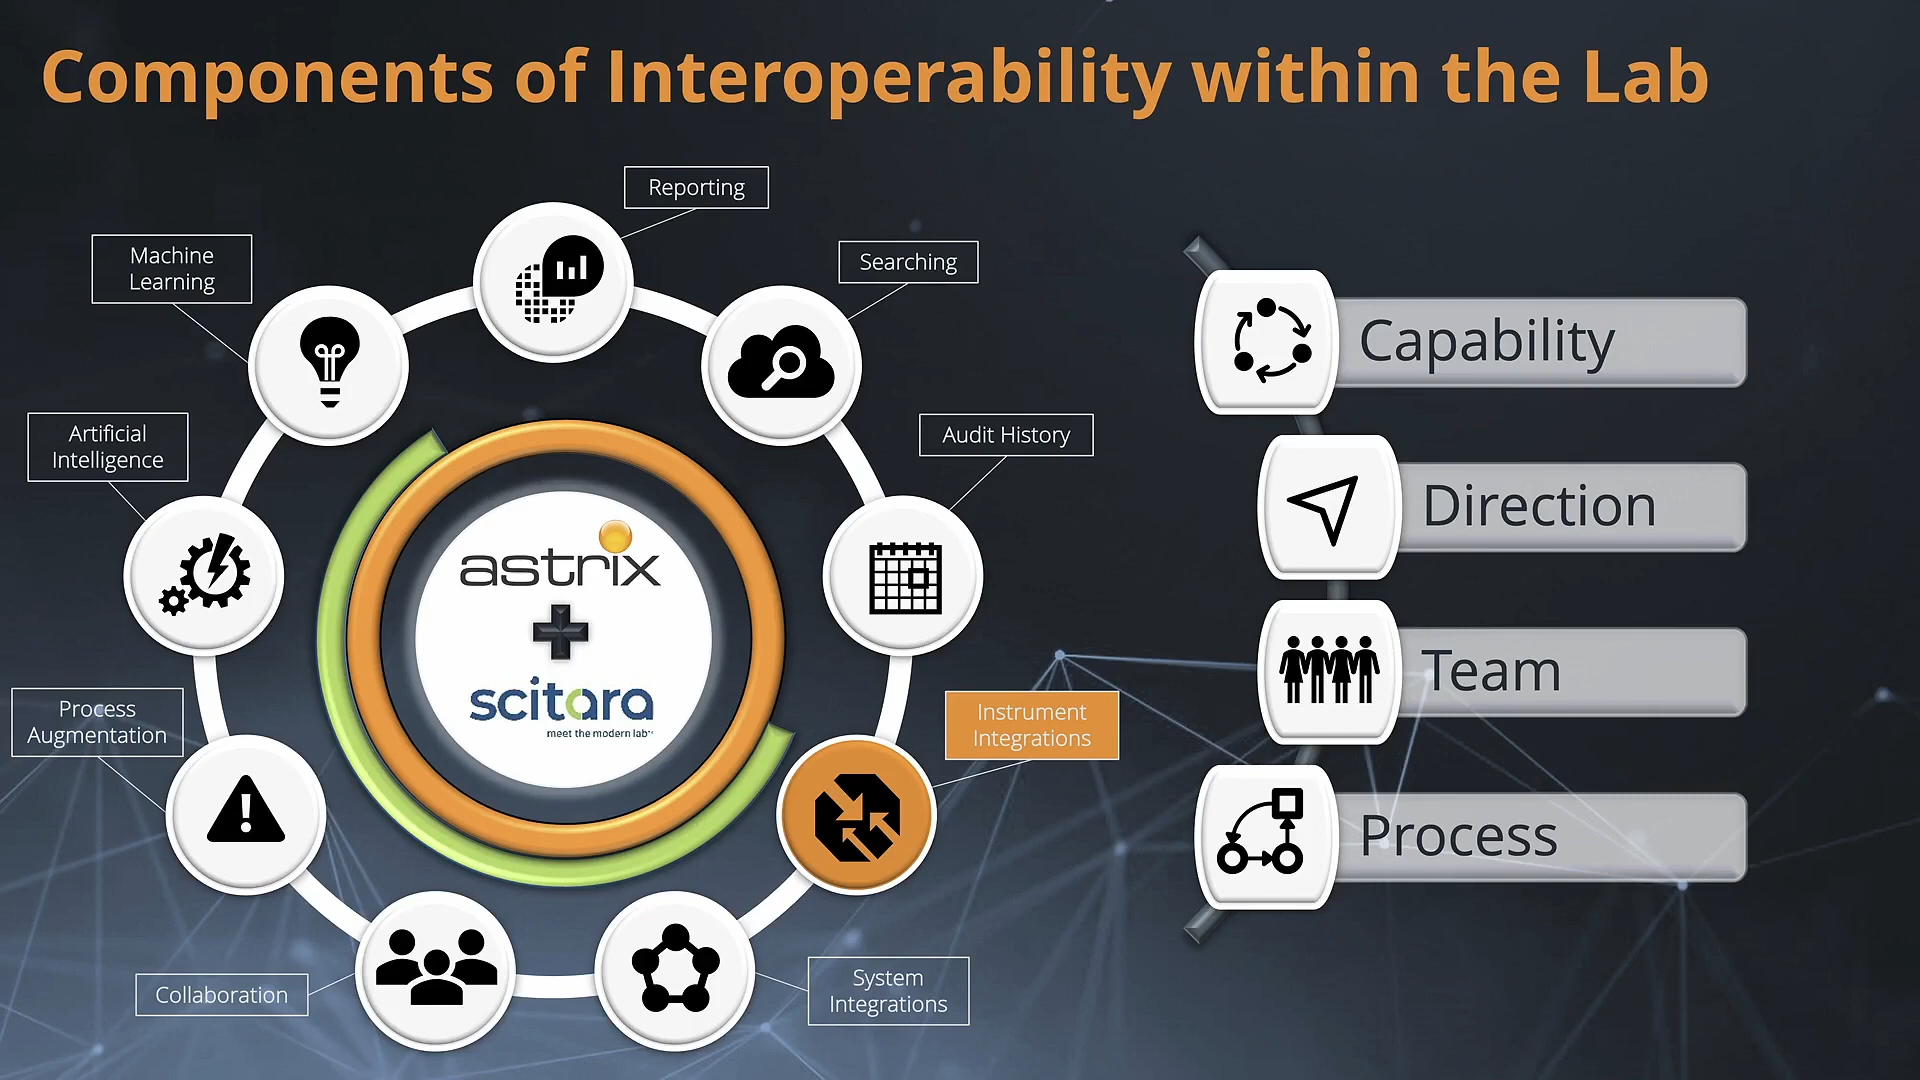 Components of Interoperability within the Lab
Reporting
Searching
Machine
Learning
Audit History
Artificial
Intelligence
astrix
scitara
meet the modern lab™
Instrument
Integrations
Process
Augmentation
Collaboration
System
Integrations
Capability
Direction
Team
Process